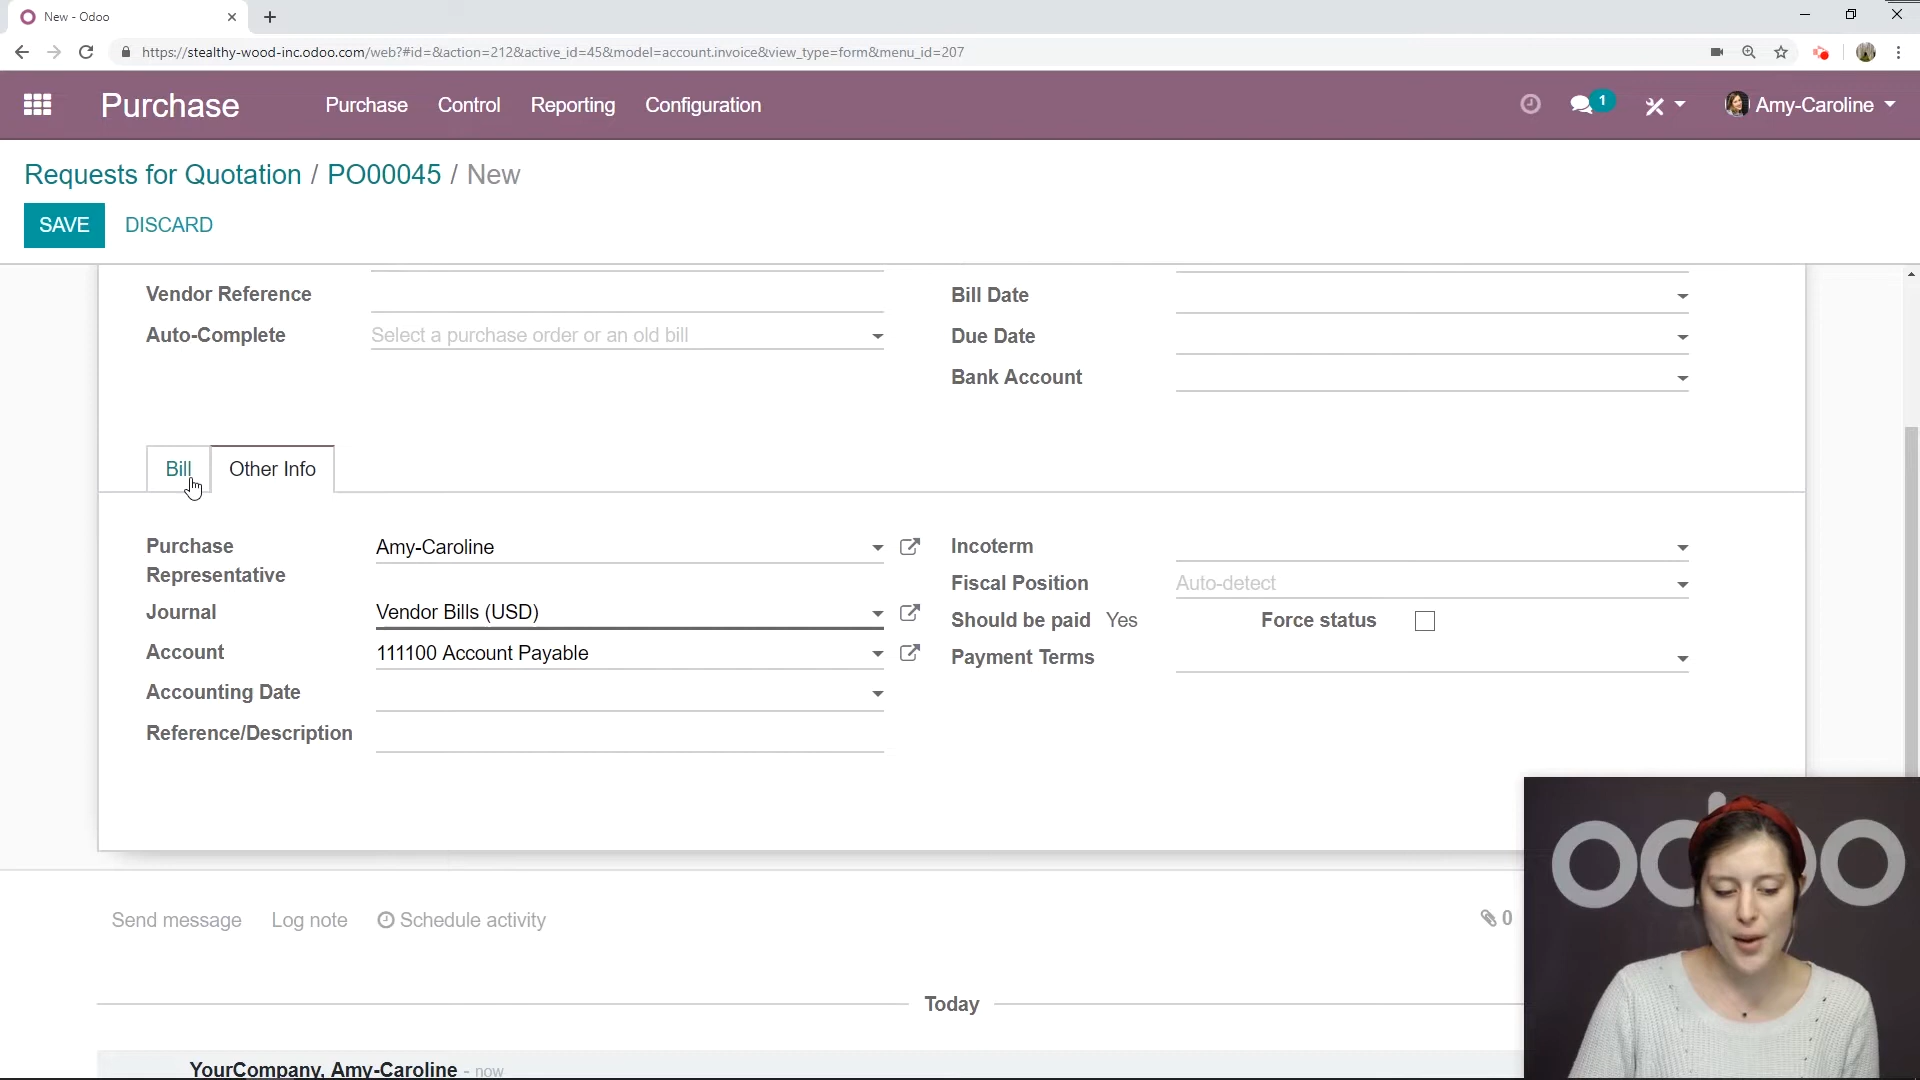 New - Odoo
https://stealthy-wood-inc.odoo.com/web?#id=&action=212&active_id=45&model=account.invoice&view_type=form&menu_id=207
Purchase
Purchase Control Reporting Configuration
1
Amy-Caroline
Requests for Quotation / PO00045 / New
SAVE DISCARD
Vendor Reference
Bill Date
Auto-Complete Select a purchase order or an old bill
Due Date
Bank Account
Bill Other Info
Purchase Representative Amy-Caroline
Incoterm
Fiscal Position Auto-detect
Journal Vendor Bills (USD)
Should be paid Yes Force status
Account 111100 Account Payable
Payment Terms
Accounting Date
Reference/Description
Send message Log note Schedule activity
0
odoo
Today
YourCompany, Amy-Caroline - now